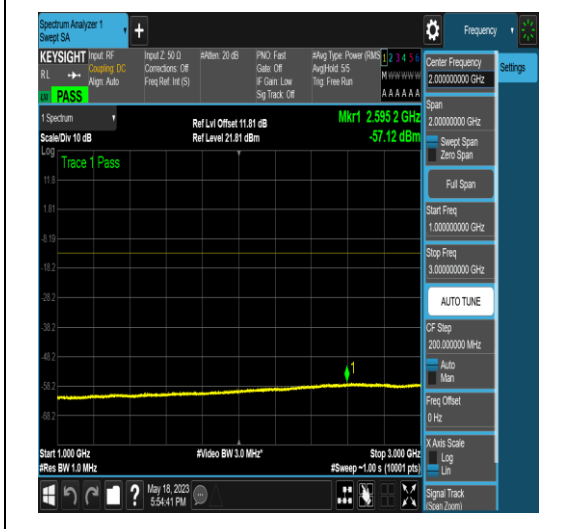 Spectrum Analyzer 1
Swept SA
+
Frequency
KEYSIGHT
RL
PASS
Input: RF
Coupling: DC
Align: Auto
Input Z: 50 Ω
Corrections: Off
Freq Ref: Int (S)
#Atten: 20 dB
PNO: Fast
Gate: Off
IF Gain: Low
Sig Track: Off
#Avg Type: Power (RMS
Avg|Hold: 5/5
Trig: Free Run
1 2 3 4 5 6
M W W W W W
A A A A A A
1 Spectrum
Scale/Div 10 dB
Ref Lvl Offset 11.81 dB
Ref Level 21.81 dBm
Mkr1 2.595 2 GHz
-57.12 dBm
Log
Trace 1 Pass
11.8
1.81
-8.19
-18.2
-28.2
-38.2
-48.2
-58.2
-68.2
1
Start 1.000 GHz
#Res BW 1.0 MHz
#Video BW 3.0 MHz*
Stop 3.000 GHz
#Sweep ~1.00 s (10001 pts)
Center Frequency
2.000000000 GHz
Span
2.00000000 GHz
Swept Span
Zero Span
Full Span
Start Freq
1.000000000 GHz
Stop Freq
3.000000000 GHz
AUTO TUNE
CF Step
200.000000 MHz
Auto
Man
Freq Offset
0 Hz
X Axis Scale
Log
Lin
Signal Track
(Span Zoom)
Settings
?
May 18, 2023
5:54:41 PM